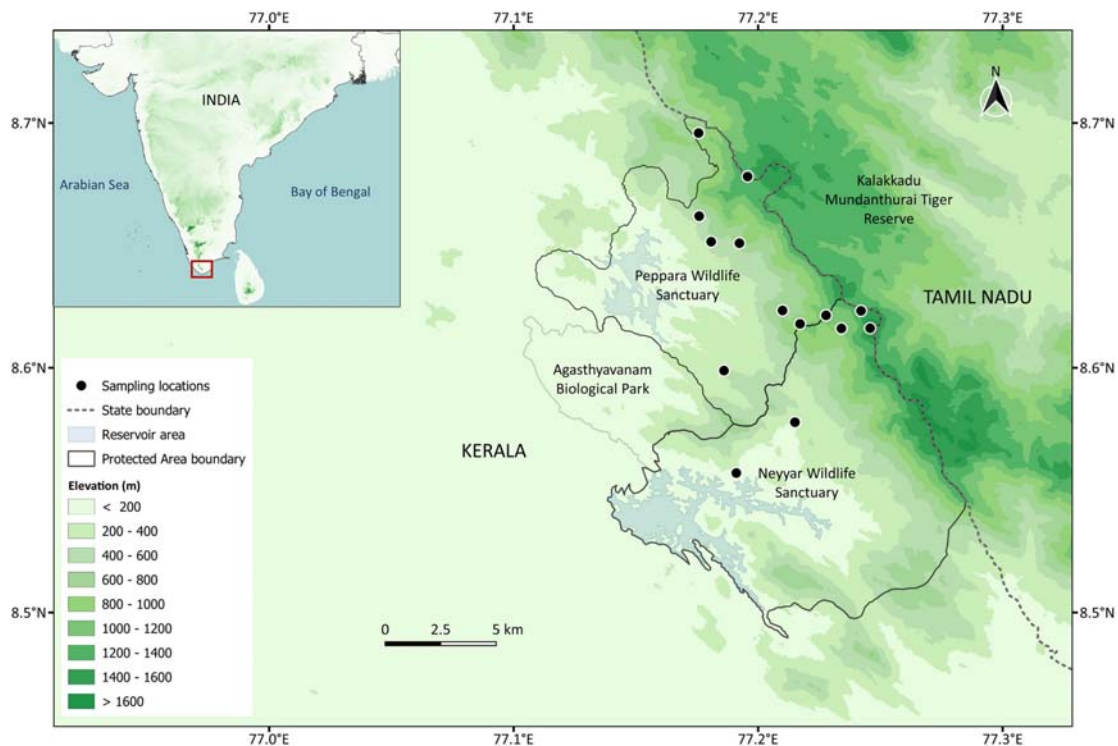 77.0°E
77.1°E
77.2°E
77.3°E
INDIA
Arabian Sea
Bay of Bengal
N
8.7°N
8.7°N
Kalakkadu
Mundanthurai Tiger
Reserve
Peppara Wildlife
Sanctuary
TAMIL NADU
8.6°N
8.6°N
Agasthyavanam
Biological Park
KERALA
Neyyar Wildlife
Sanctuary
Sampling locations
State boundary
Reservoir area
Protected Area boundary
Elevation (m)
< 200
200 - 400
400 - 600
600 - 800
800 - 1000
1000 - 1200
1200 - 1400
1400 - 1600
> 1600
8.5°N
8.5°N
0 2.5 5 km
77.0°E
77.1°E
77.2°E
77.3°E